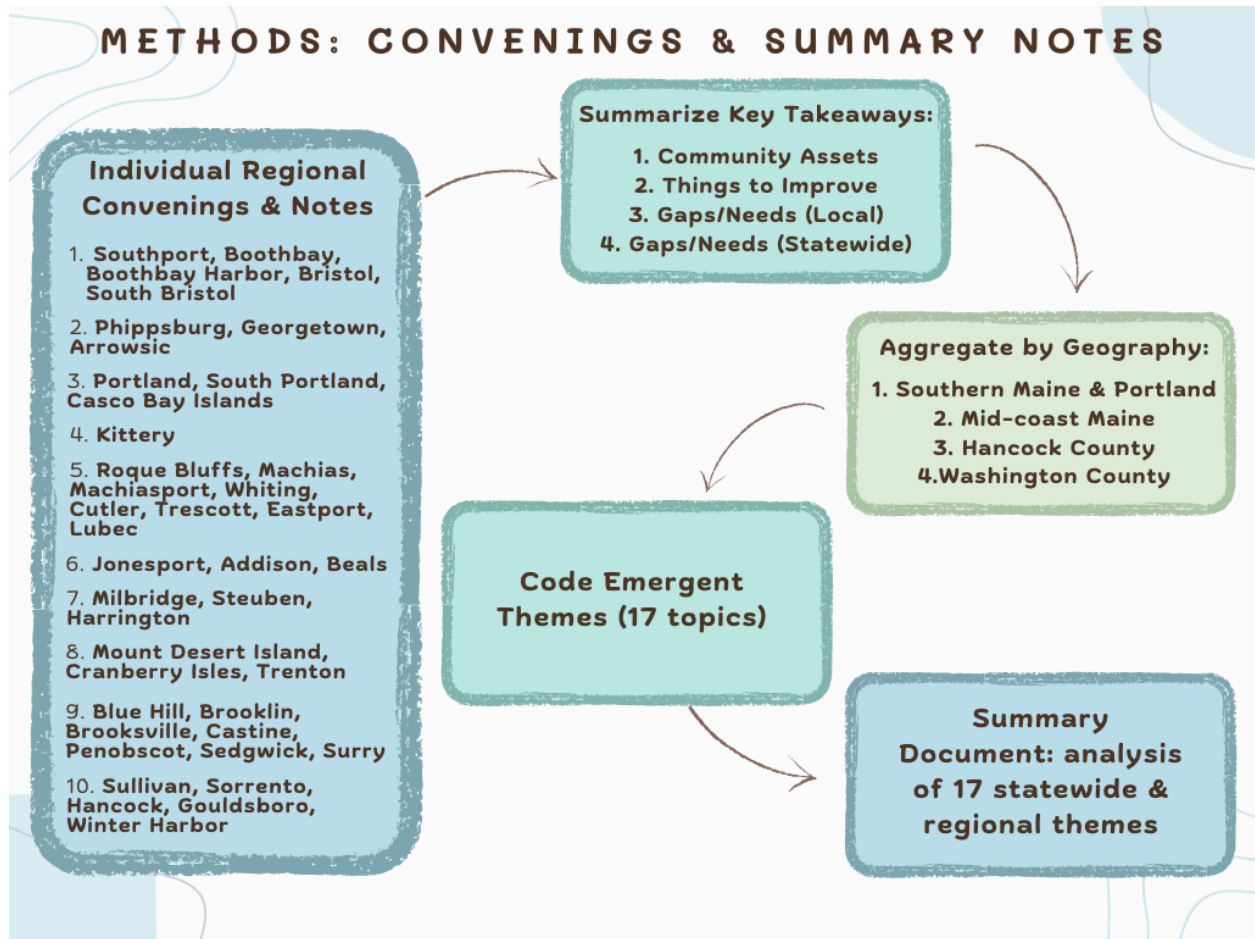 METHODS: CONVENINGS & SUMMARY NOTES
Individual Regional
Convenings & Notes
1. Southport, Boothbay,
Boothbay Harbor, Bristol,
South Bristol
2. Phippsburg, Georgetown,
Arrowsic
3. Portland, South Portland,
Casco Bay Islands
4. Kittery
5. Roque Bluffs, Machias,
Machiasport, Whiting,
Cutler, Trescott, Eastport,
Lubec
6. Jonesport, Addison, Beals
7. Milbridge, Steuben,
Harrington
8. Mount Desert Island,
Cranberry Isles, Trenton
9. Blue Hill, Brooklin,
Brooksville, Castine,
Penobscot, Sedgwick, Surry
10. Sullivan, Sorrento,
Hancock, Gouldsboro,
Winter Harbor
Summarize Key Takeaways:
1. Community Assets
2. Things to Improve
3. Gaps/Needs (Local)
4. Gaps/Needs (Statewide)
Aggregate by Geography:
1. Southern Maine & Portland
2. Mid-coast Maine
3. Hancock County
4.Washington County
Code Emergent
Themes (17 topics)
Summary
Document: analysis
of 17 statewide &
regional themes